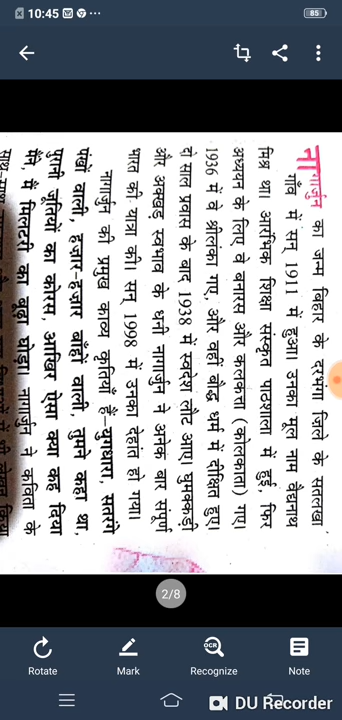 10:45
85
नागार्जुन का जन्म बिहार के दरभंगा ज़िले के सतलखा
गाँव में सन् 1911 में हुआ। उनका मूल नाम वैद्यनाथ
मिश्र था। आरंभिक शिक्षा संस्कृत पाठशाला में हुई, फिर
अध्ययन के लिए वे बनारस और कलकत्ता (कोलकाता) गए।
1936 में वे श्रीलंका गए, और वहीं बौद्ध धर्म में दीक्षित हुए।
दो साल प्रवास के बाद 1938 में स्वदेश लौट आए। घुमक्कड़ी
और अक्खड़ स्वभाव के धनी नागार्जुन ने अनेक बार संपूर्ण
भारत की यात्रा की। सन् 1998 में उनका देहांत हो गया।
नागार्जुन की प्रमुख काव्य कृतियाँ हैं–युगधारा, सतरंगे
पंखों वाली, हज़ार-हज़ार बाँहों वाली, तुमने कहा था,
पुरानी जूतियों का कोरस, आखिर ऐसा क्या कह दिया
मैंने, मैं मिलटरी का बूढ़ा घोड़ा। नागार्जुन ने कविता के
2/8
OCR
Rotate
Mark
Recognize
Note
DU Recorder